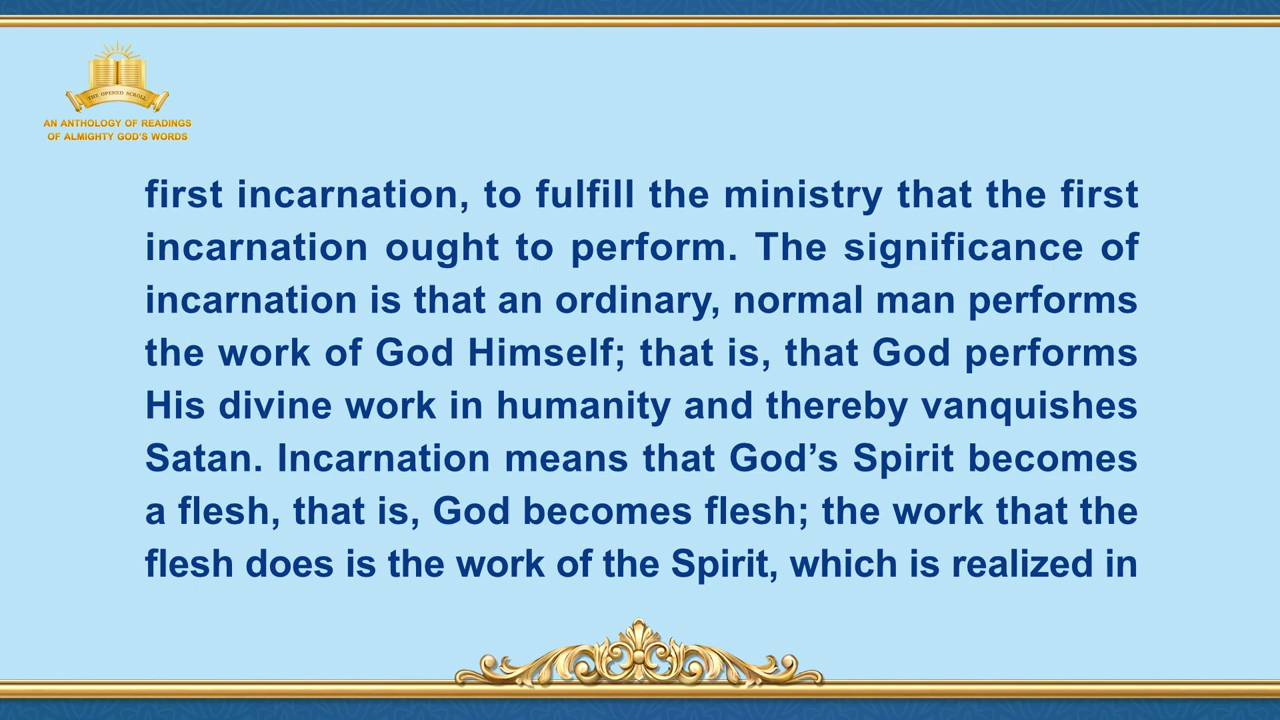 THE OPENED SCROLL
AN ANTHOLOGY OF READINGS
OF ALMIGHTY GOD'S WORDS
first incarnation, to fulfill the ministry that the first
incarnation ought to perform. The significance of
incarnation is that an ordinary, normal man performs
the work of God Himself; that is, that God performs
His divine work in humanity and thereby vanquishes
Satan. Incarnation means that God’s Spirit becomes
a flesh, that is, God becomes flesh; the work that the
flesh does is the work of the Spirit, which is realized in